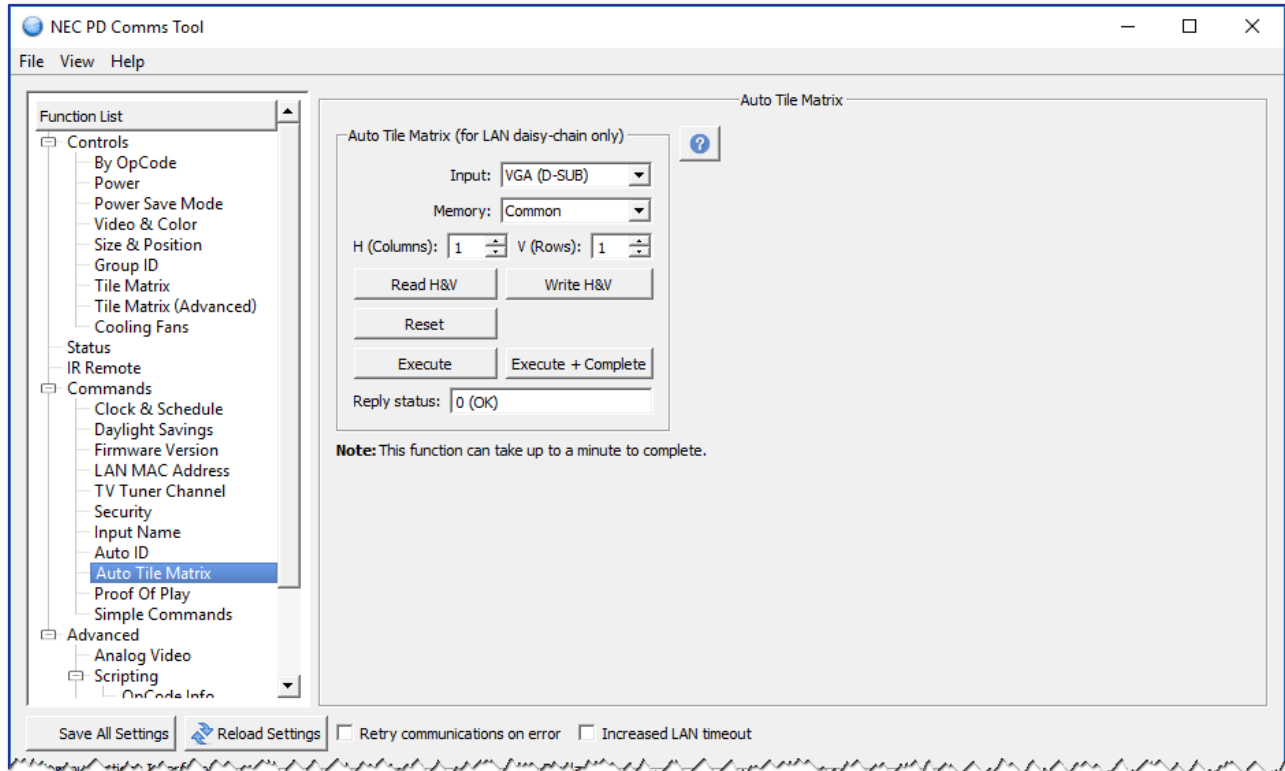 NEC PD Comms Tool
File View Help
Function List
Controls
By OpCode
Power
Power Save Mode
Video & Color
Size & Position
Group ID
Tile Matrix
Tile Matrix (Advanced)
Cooling Fans
Status
IR Remote
Commands
Clock & Schedule
Daylight Savings
Firmware Version
LAN MAC Address
TV Tuner Channel
Security
Input Name
Auto ID
Auto Tile Matrix
Proof Of Play
Simple Commands
Advanced
Analog Video
Scripting
OpCode Info
Auto Tile Matrix
Auto Tile Matrix (for LAN daisy-chain only)
?
Input: VGA (D-SUB)
Memory: Common
H (Columns): 1 V (Rows): 1
Read H&V Write H&V
Reset
Execute Execute + Complete
Reply status: 0 (OK)
Note: This function can take up to a minute to complete.
Save All Settings Reload Settings Retry communications on error Increased LAN timeout